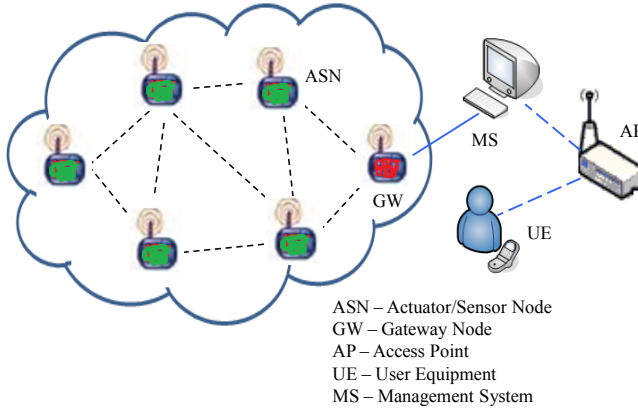 ASN
MS
AP
GW
UE
ASN – Actuator/Sensor Node
GW – Gateway Node
AP – Access Point
UE – User Equipment
MS – Management System